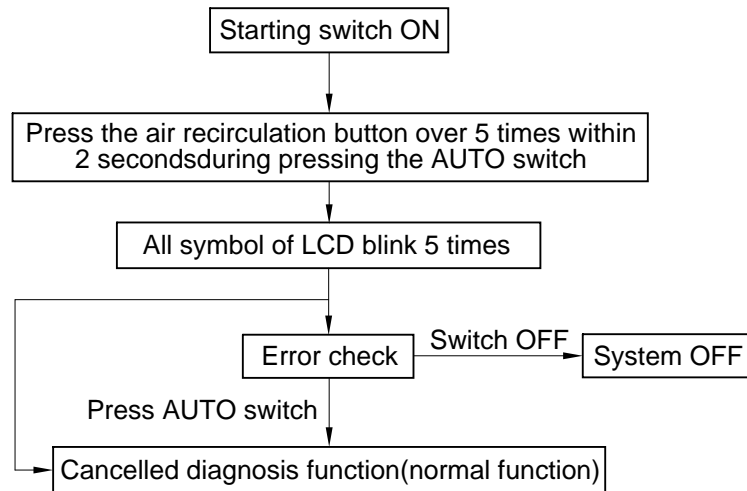 Starting switch ON
Press the air recirculation button over 5 times within
2 secondsduring pressing the AUTO switch
All symbol of LCD blink 5 times
Error check
Switch OFF
System OFF
Press AUTO switch
Cancelled diagnosis function(normal function)